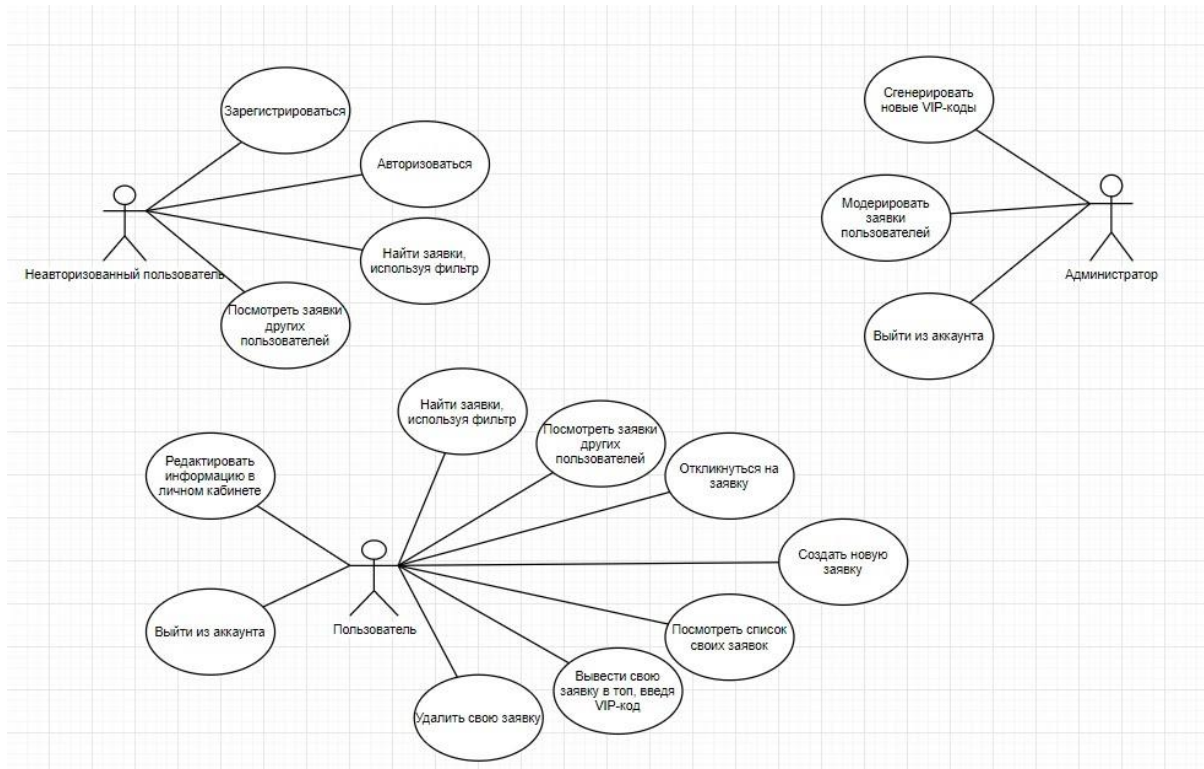 Зарегистрироваться
Авторизоваться
Найти заявки,
используя фильтр
Посмотреть заявки
других
пользователей
Неавторизованный пользователь
Сгенерировать
новые VIP-коды
Модерировать
заявки
пользователей
Выйти из аккаунта
Администратор
Найти заявки,
используя фильтр
Посмотреть заявки
других
пользователей
Откликнуться на
заявку
Создать новую
заявку
Посмотреть список
своих заявок
Вывести свою
заявку в топ, введя
VIP-код
Удалить свою заявку
Редактировать
информацию в
личном кабинете
Выйти из аккаунта
Пользователь